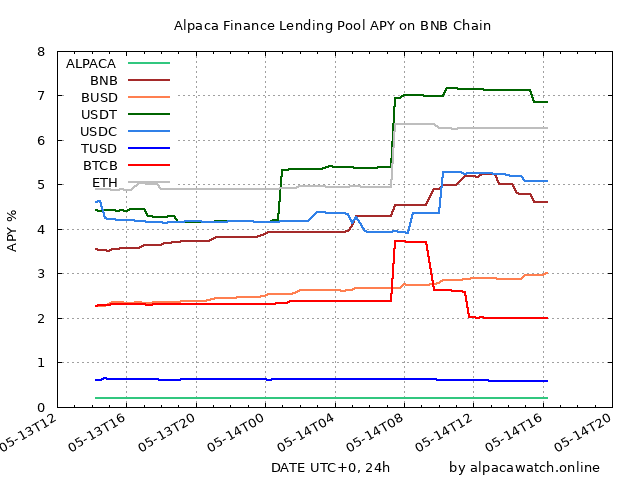 Alpaca Finance Lending Pool APY on BNB Chain
8
7
6
5
4
3
2
1
0
APY %
ALPACA
BNB
BUSD
USDT
USDC
TUSD
BTCB
ETH
05-13T12
05-13T16
05-13T20
05-14T00
05-14T04
05-14T08
05-14T12
05-14T16
05-14T20
DATE UTC+0, 24h
by alpacawatch.online